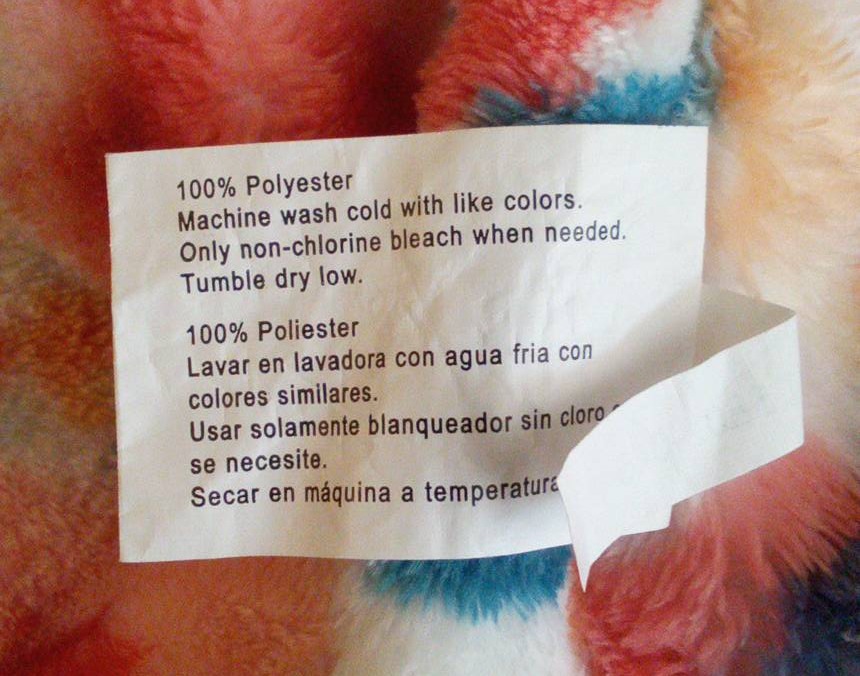 100% Polyester
Machine wash cold with like colors.
Only non-chlorine bleach when needed.
Tumble dry low.
100% Poliester
Lavar en lavadora con agua fria con
colores similares.
Usar solamente blanqueador sin cloro
se necesite.
Secar en máquina a temperatura